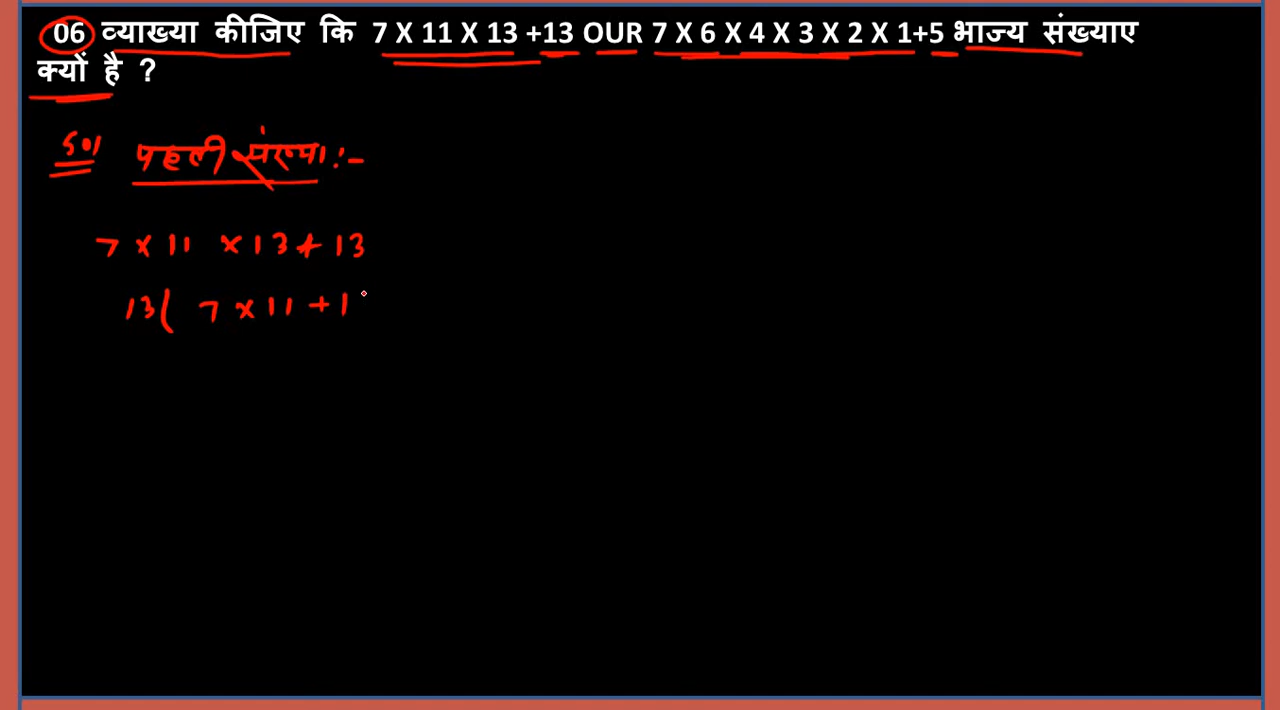 06 व्याख्या कीजिए कि 7 X 11 X 13 +13 OUR 7 X 6 X 4 X 3 X 2 X 1+5 भाज्य संख्याए
क्यों है ?
Sol पहली संख्या :-
7 x 11 x 13 + 13
13( 7 x 11 + 1